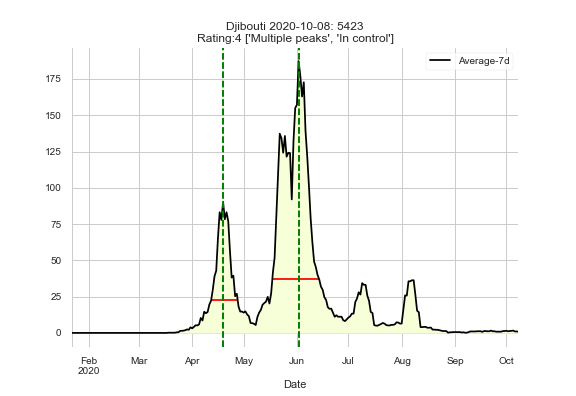 Djibouti 2020-10-08: 5423
Rating:4 ['Multiple peaks', 'In control']
Average-7d
175
150
125
100
75
50
25
0
Feb Mar Apr May Jun Jul Aug Sep Oct
2020
Date